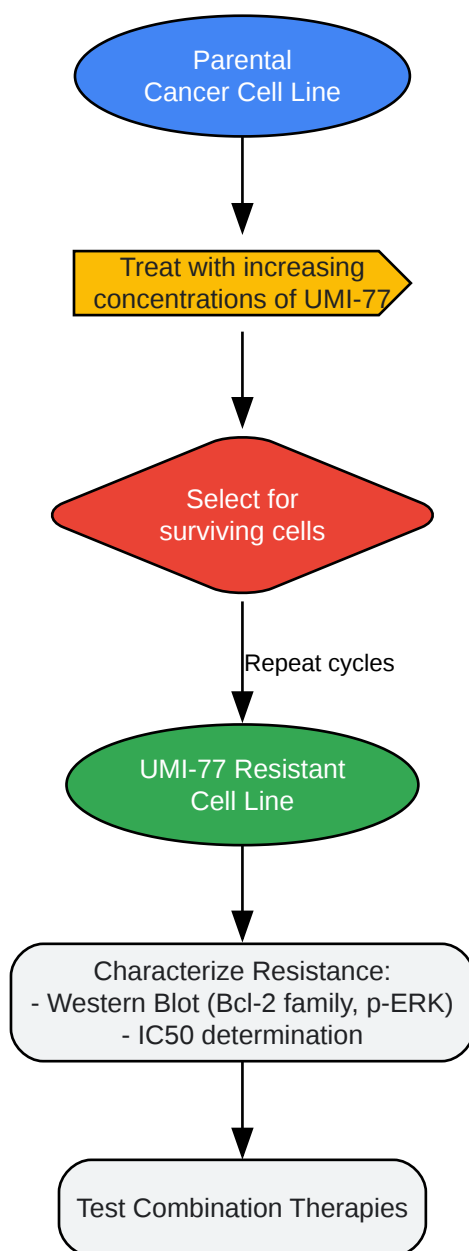 Parental
Cancer Cell Line
Treat with increasing
concentrations of UMI-77
Select for
surviving cells
Repeat cycles
UMI-77 Resistant
Cell Line
Characterize Resistance:
- Western Blot (Bcl-2 family, p-ERK)
- IC50 determination
Test Combination Therapies